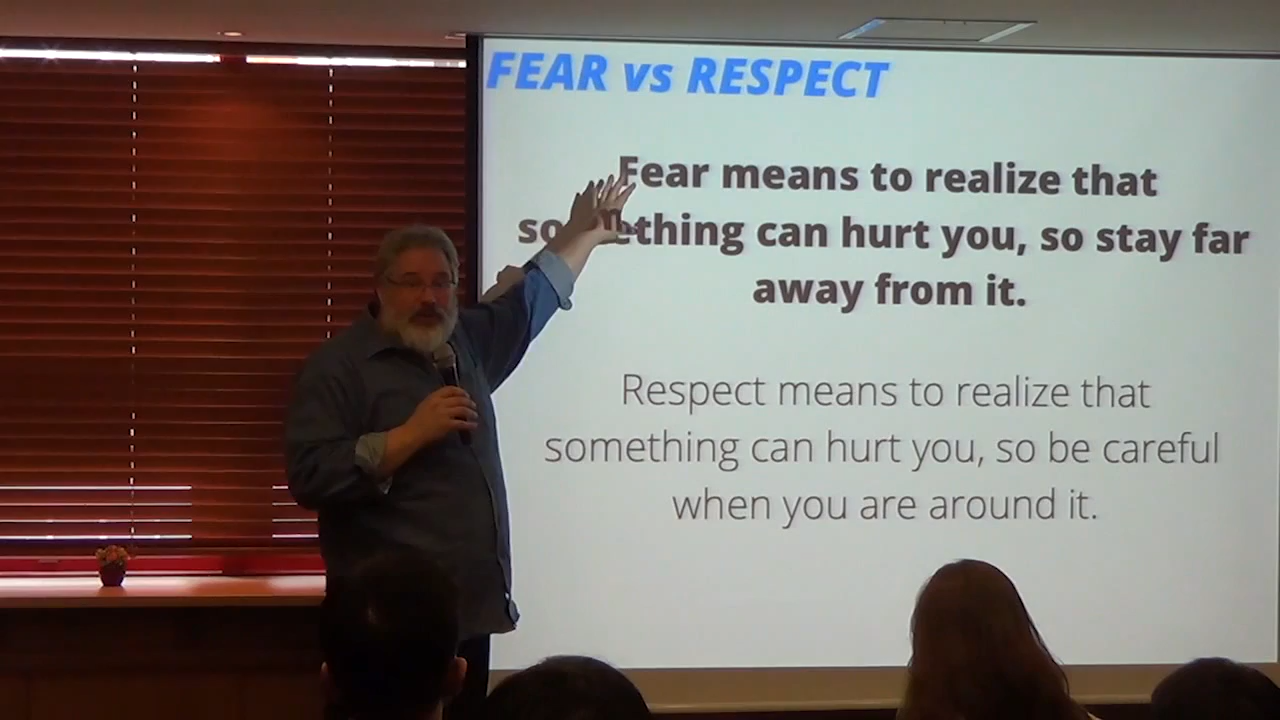 FEAR vs RESPECT
Fear means to realize that
something can hurt you, so stay far
away from it.
Respect means to realize that
something can hurt you, so be careful
when you are around it.